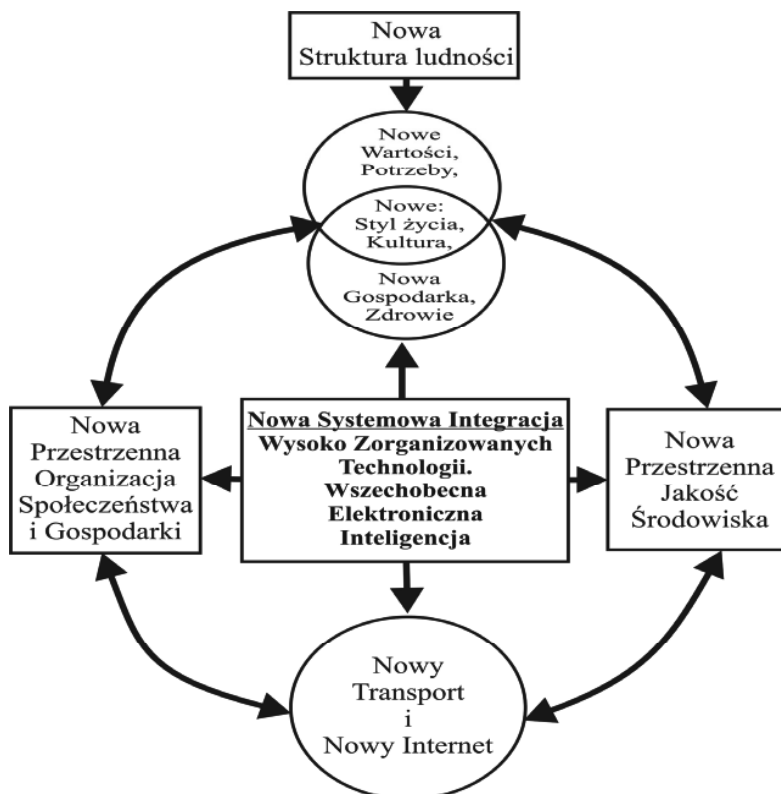 Nowa
Struktura ludności
Nowe
Wartości,
Potrzeby,
Nowe:
Styl życia,
Kultura,
Nowa
Gospodarka,
Zdrowie
Nowa
Przestrzenna
Organizacja
Społeczeństwa
i Gospodarki
Nowa Systemowa Integracja
Wysoko Zorganizowanych
Technologii.
Wszechobecna
Elektroniczna
Inteligencja
Nowa
Przestrzenna
Jakość
Środowiska
Nowy
Transport
i
Nowy Internet